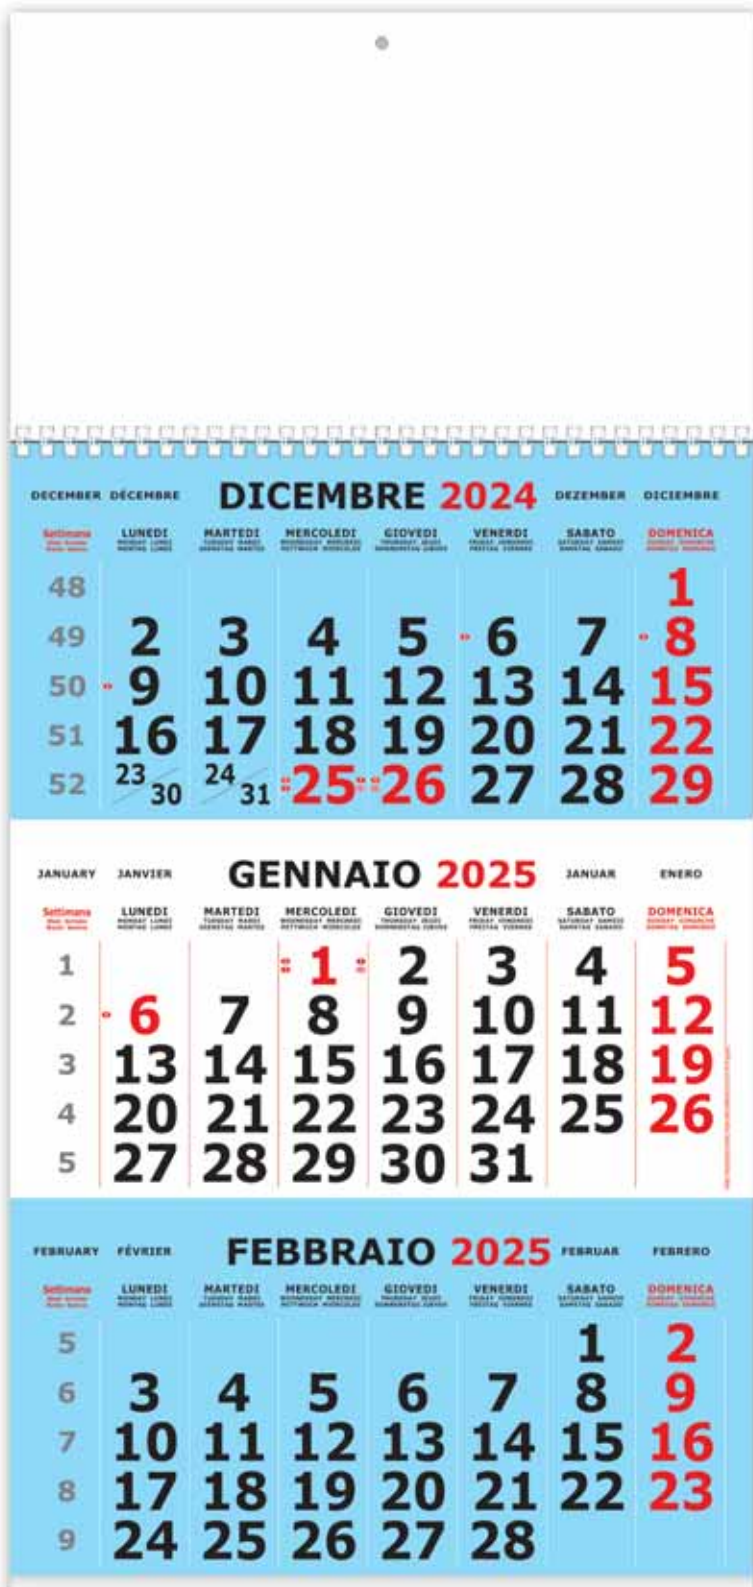 DECEMBER DÉCEMBRE DICEMBRE 2024 DEZEMBER DICIEMBRE
Settimana LUNEDI MARTEDI MERCOLEDI GIOVEDI VENERDI SABATO DOMENICA
48 1
49 2 3 4 5 6 7 8
50 9 10 11 12 13 14 15
51 16 17 18 19 20 21 22
52 23/30 24/31 25 26 27 28 29
JANUARY JANVIER GENNAIO 2025 JANUAR ENERO
Settimana LUNEDI MARTEDI MERCOLEDI GIOVEDI VENERDI SABATO DOMENICA
1 1 2 3 4 5
2 6 7 8 9 10 11 12
3 13 14 15 16 17 18 19
4 20 21 22 23 24 25 26
5 27 28 29 30 31
FEBRUARY FÉVRIER FEBBRAIO 2025 FEBRUAR FEBRERO
Settimana LUNEDI MARTEDI MERCOLEDI GIOVEDI VENERDI SABATO DOMENICA
5 1 2
6 3 4 5 6 7 8 9
7 10 11 12 13 14 15 16
8 17 18 19 20 21 22 23
9 24 25 26 27 28